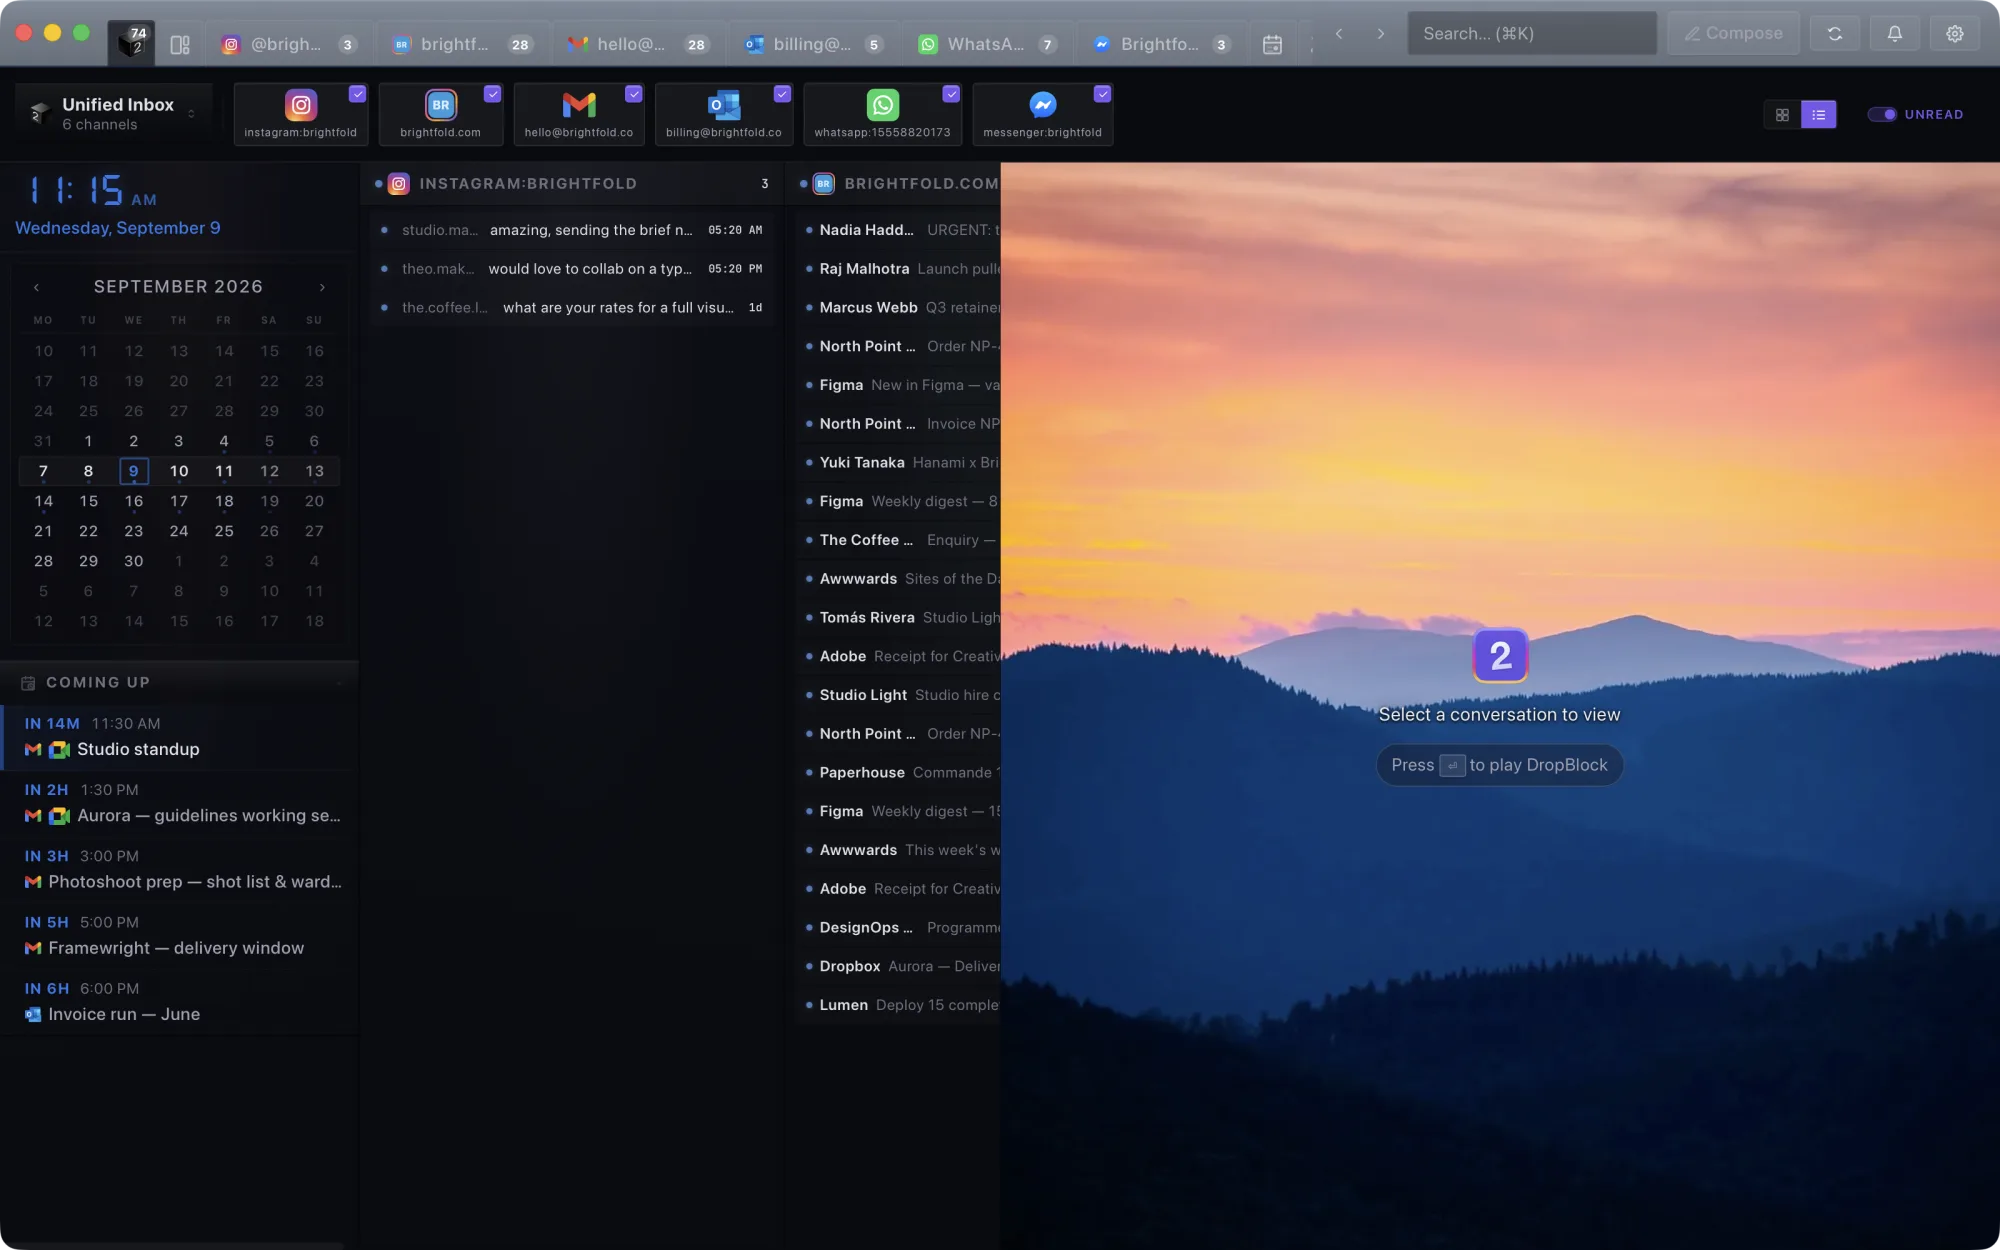 74
@brigh... 3
brightf... 28
hello@... 28
billing@... 5
WhatsA... 7
Brightfo... 3
Search... (⌘K)
Compose
Unified Inbox
6 channels
instagram:brightfold
BR
brightfold.com
hello@brightfold.co
billing@brightfold.co
whatsapp:15558820173
messenger:brightfold
UNREAD
11:15 AM
Wednesday, September 9
SEPTEMBER 2026
MO TU WE TH FR SA SU
10 11 12 13 14 15 16
17 18 19 20 21 22 23
24 25 26 27 28 29 30
31 1 2 3 4 5 6
7 8 9 10 11 12 13
14 15 16 17 18 19 20
21 22 23 24 25 26 27
28 29 30 1 2 3 4
5 6 7 8 9 10 11
12 13 14 15 16 17 18
COMING UP
IN 14M 11:30 AM
Studio standup
IN 2H 1:30 PM
Aurora — guidelines working se...
IN 3H 3:00 PM
Photoshoot prep — shot list & ward...
IN 5H 5:00 PM
Framewright — delivery window
IN 6H 6:00 PM
Invoice run — June
INSTAGRAM:BRIGHTFOLD 3
studio.ma... amazing, sending the brief n... 05:20 AM
theo.mak... would love to collab on a typ... 05:20 PM
the.coffee.l... what are your rates for a full visu... 1d
BR BRIGHTFOLD.COM
Nadia Hadd... URGENT: t
Raj Malhotra Launch pulle
Marcus Webb Q3 retainer
North Point ... Order NP-
Figma New in Figma — va
North Point ... Invoice NP
Yuki Tanaka Hanami x Bri
Figma Weekly digest — 8
The Coffee ... Enquiry —
Awwwards Sites of the Da
Tomás Rivera Studio Ligh
Adobe Receipt for Creativ
Studio Light Studio hire c
North Point ... Order NP-
Paperhouse Commande 1
Figma Weekly digest — 15
Awwwards This week's w
Adobe Receipt for Creativ
DesignOps ... Programme
Dropbox Aurora — Deliver
Lumen Deploy 15 comple
2
Select a conversation to view
Press ⏎ to play DropBlock